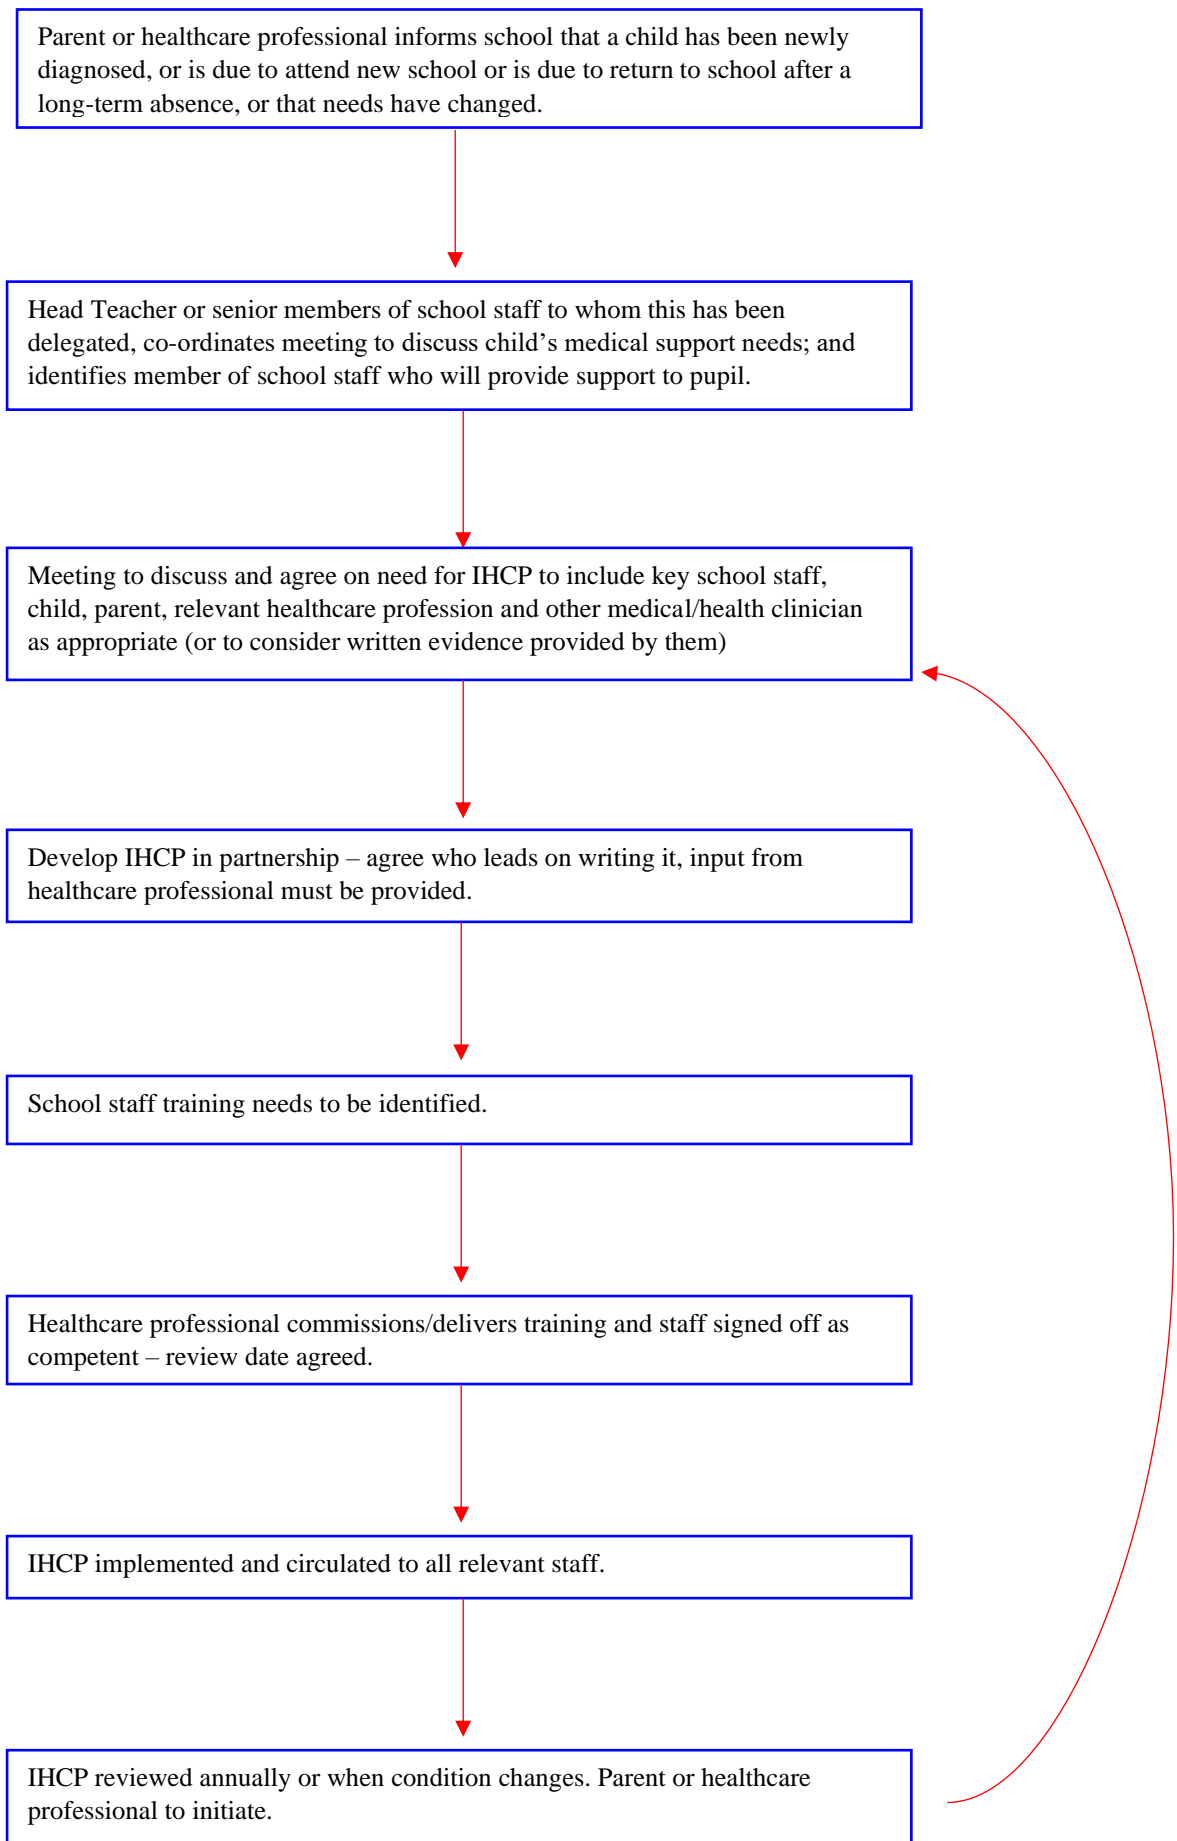 Parent or healthcare professional informs school that a child has been newly
diagnosed, or is due to attend new school or is due to return to school after a
long-term absence, or that needs have changed.
Head Teacher or senior members of school staff to whom this has been
delegated, co-ordinates meeting to discuss child’s medical support needs; and
identifies member of school staff who will provide support to pupil.
Meeting to discuss and agree on need for IHCP to include key school staff,
child, parent, relevant healthcare profession and other medical/health clinician
as appropriate (or to consider written evidence provided by them)
Develop IHCP in partnership – agree who leads on writing it, input from
healthcare professional must be provided.
School staff training needs to be identified.
Healthcare professional commissions/delivers training and staff signed off as
competent – review date agreed.
IHCP implemented and circulated to all relevant staff.
IHCP reviewed annually or when condition changes. Parent or healthcare
professional to initiate.